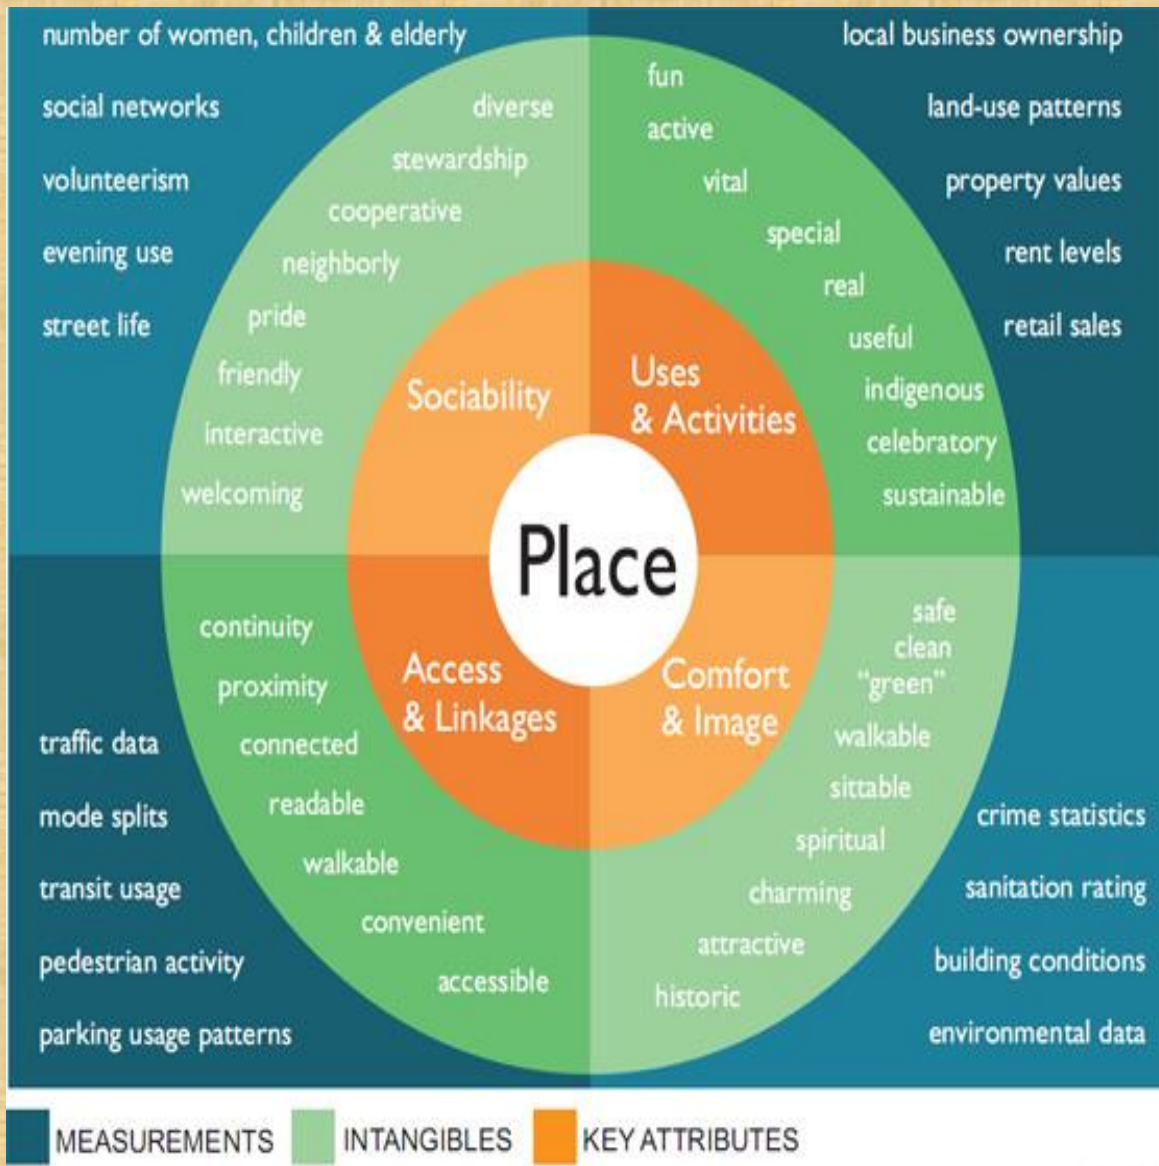 number of women, children & elderly
social networks
volunteerism
evening use
street life
diverse
stewardship
cooperative
neighborly
pride
friendly
interactive
welcoming
Sociability
fun
active
vital
special
real
useful
indigenous
celebratory
sustainable
Uses
& Activities
local business ownership
land-use patterns
property values
rent levels
retail sales
Place
continuity
proximity
connected
readable
walkable
convenient
accessible
Access
& Linkages
traffic data
mode splits
transit usage
pedestrian activity
parking usage patterns
Comfort
& Image
safe
clean
“green”
walkable
sittable
spiritual
charming
attractive
historic
crime statistics
sanitation rating
building conditions
environmental data
MEASUREMENTS INTANGIBLES KEY ATTRIBUTES